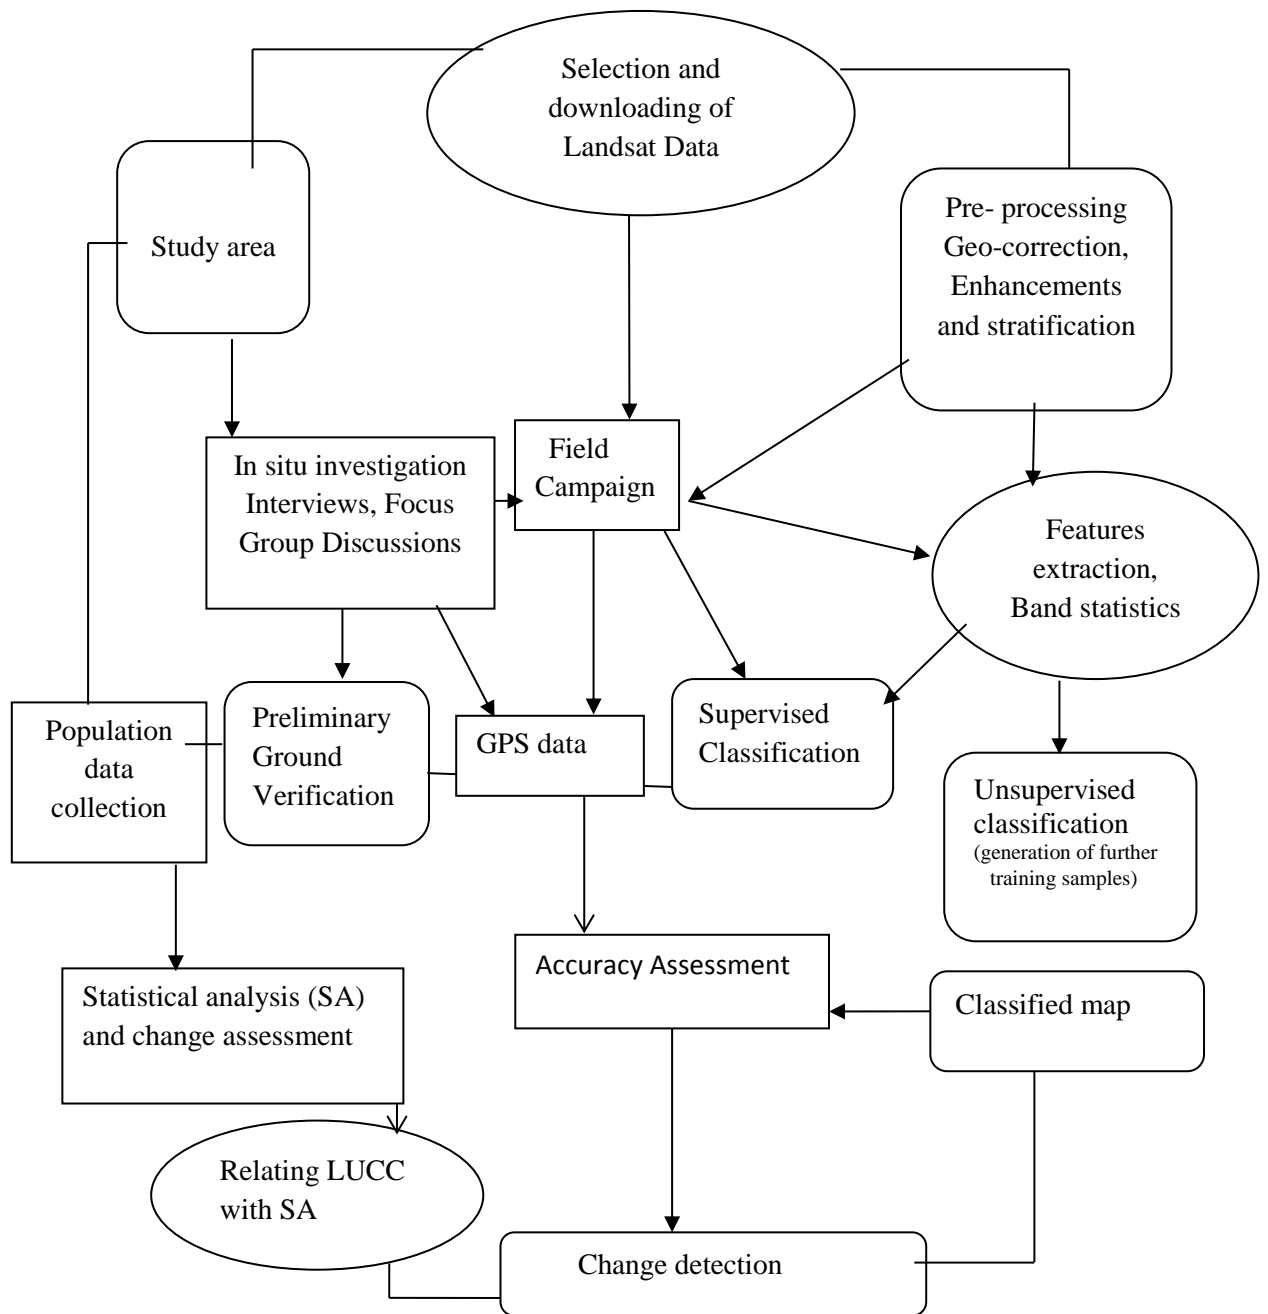 Selection and
downloading of
Landsat Data
Study area
Pre- processing
Geo-correction,
Enhancements
and stratification
In situ investigation
Interviews, Focus
Group Discussions
Field
Campaign
Features
extraction,
Band statistics
Population
data
collection
Preliminary
Ground
Verification
GPS data
Supervised
Classification
Unsupervised
classification
(generation of further
training samples)
Statistical analysis (SA)
and change assessment
Accuracy Assessment
Classified map
Relating LUCC
with SA
Change detection